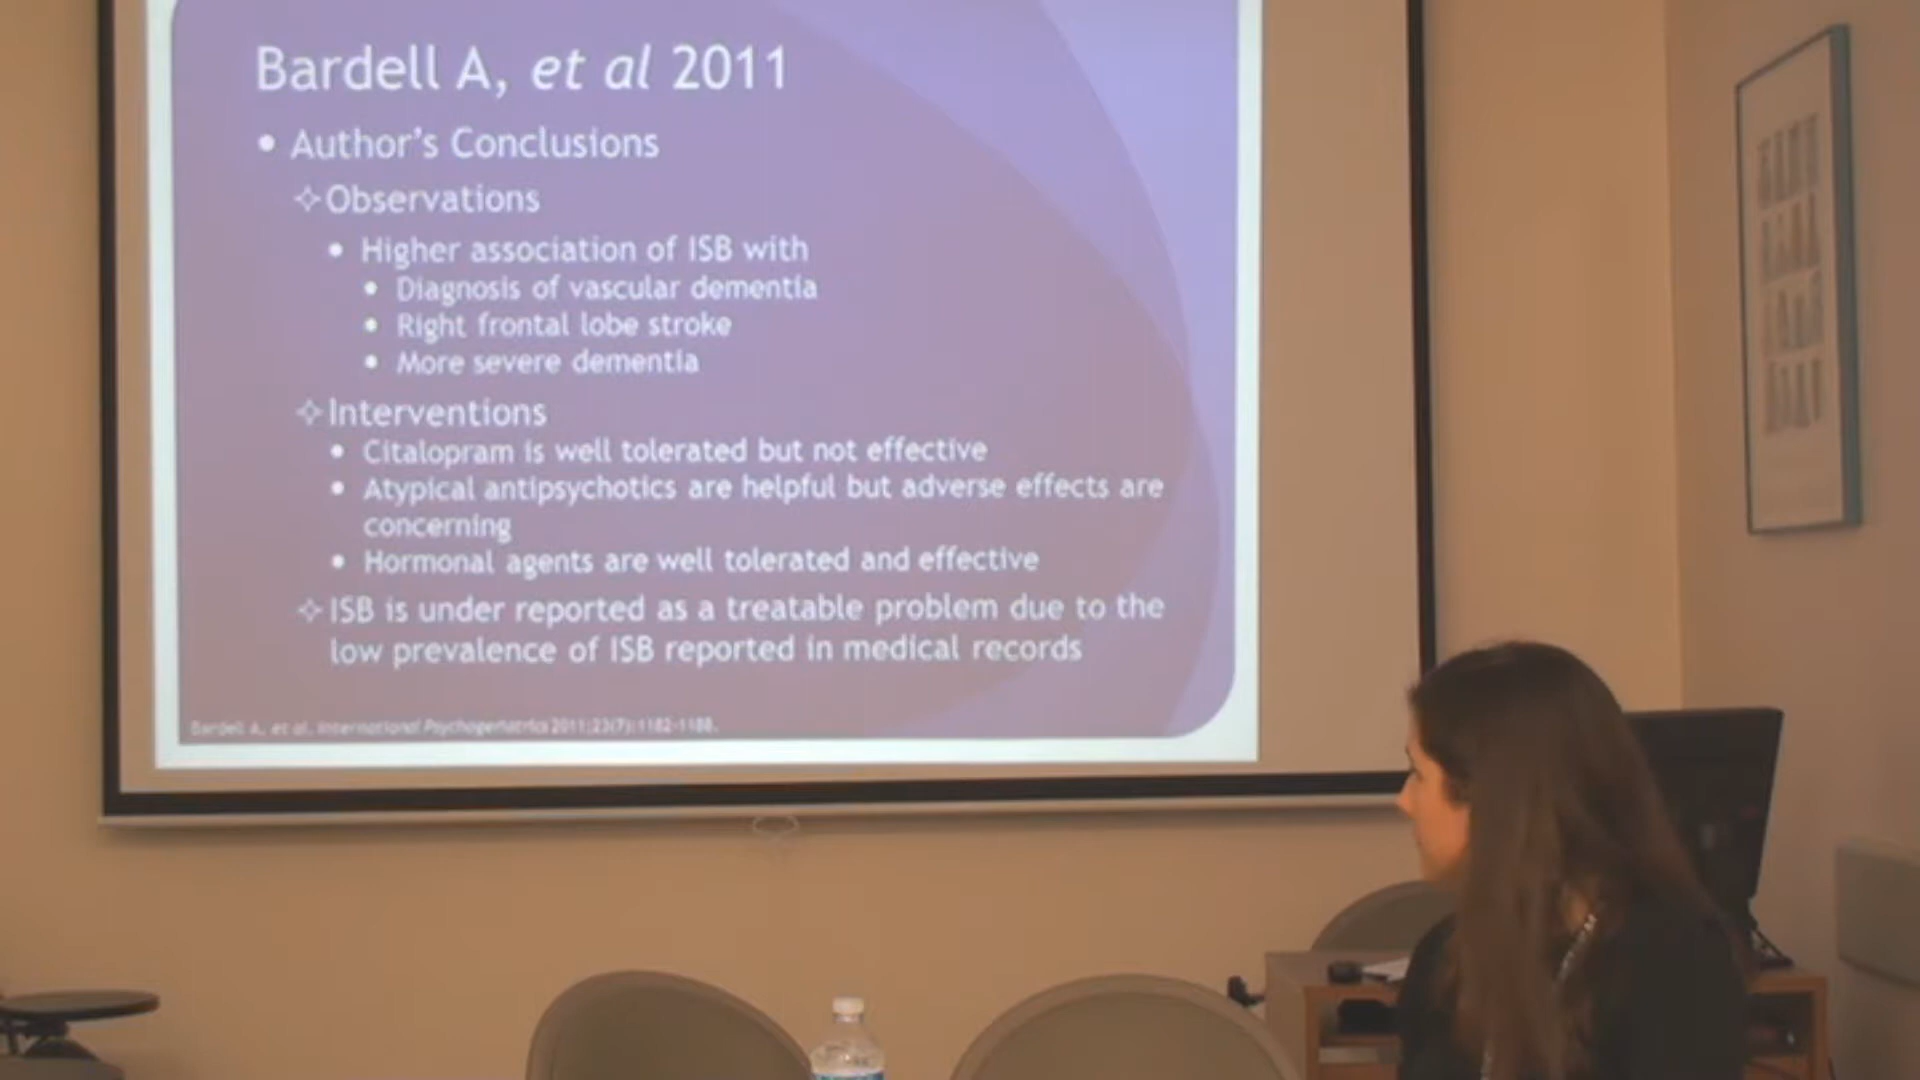 Bardell A, et al 2011
• Author's Conclusions
✧Observations
• Higher association of ISB with
• Diagnosis of vascular dementia
• Right frontal lobe stroke
• More severe dementia
✧Interventions
• Citalopram is well tolerated but not effective
• Atypical antipsychotics are helpful but adverse effects are
concerning
• Hormonal agents are well tolerated and effective
✧ISB is under reported as a treatable problem due to the
low prevalence of ISB reported in medical records
Bardell A, et al. International Psychogeriatrics 2011;23(7):1182-1188.